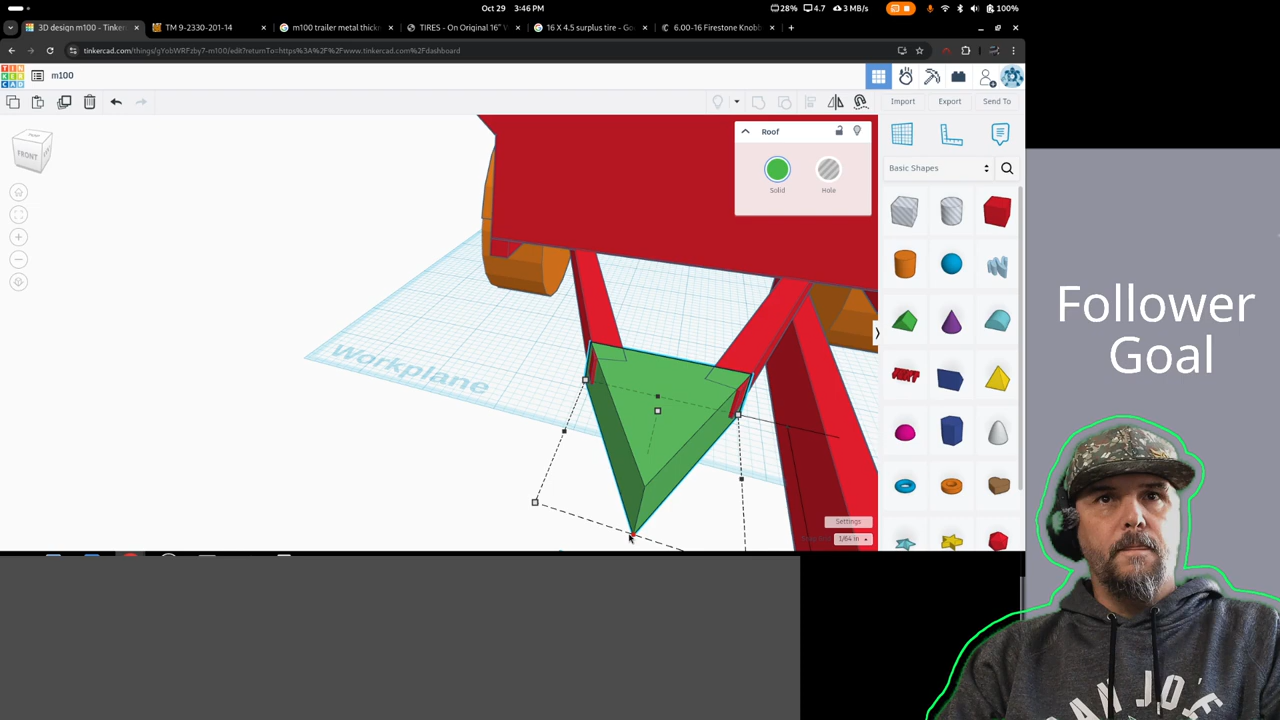 Oct 29 3:46 PM
28% 4.7 3 MB/s 100%
3D design m100 - Tinker
TM 9-2330-201-14
m100 trailer metal thick
TIRES - On Original 16"
16 X 4.5 surplus tire - Go
6.00-16 Firestone Knobb
tinkercad.com/things/gYobWRFzby7-m100/edit?returnTo=https%3A%2F%2Fwww.tinkercad.com%2Fdashboard
TIN
KER
CAD
m100
Import
Export
Send To
TOP
FRONT
Roof
Solid
Hole
Basic Shapes
Workplane
TEXT
Settings
1/64 in
Follower
Goal